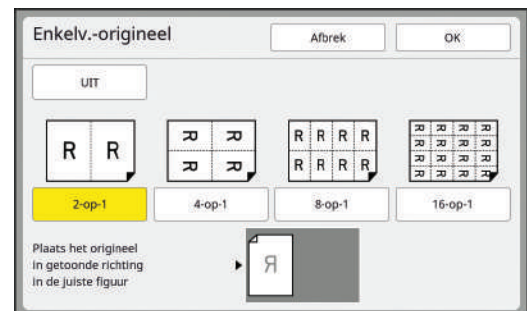 Enkelv.-origineel
Afbrek
OK
UIT
R R
R R
R R
R R R R
R R R R
R R R R
R R R R
R R R R
R R R R
2-op-1
4-op-1
8-op-1
16-op-1
Plaats het origineel
in getoonde richting
in de juiste figuur
R